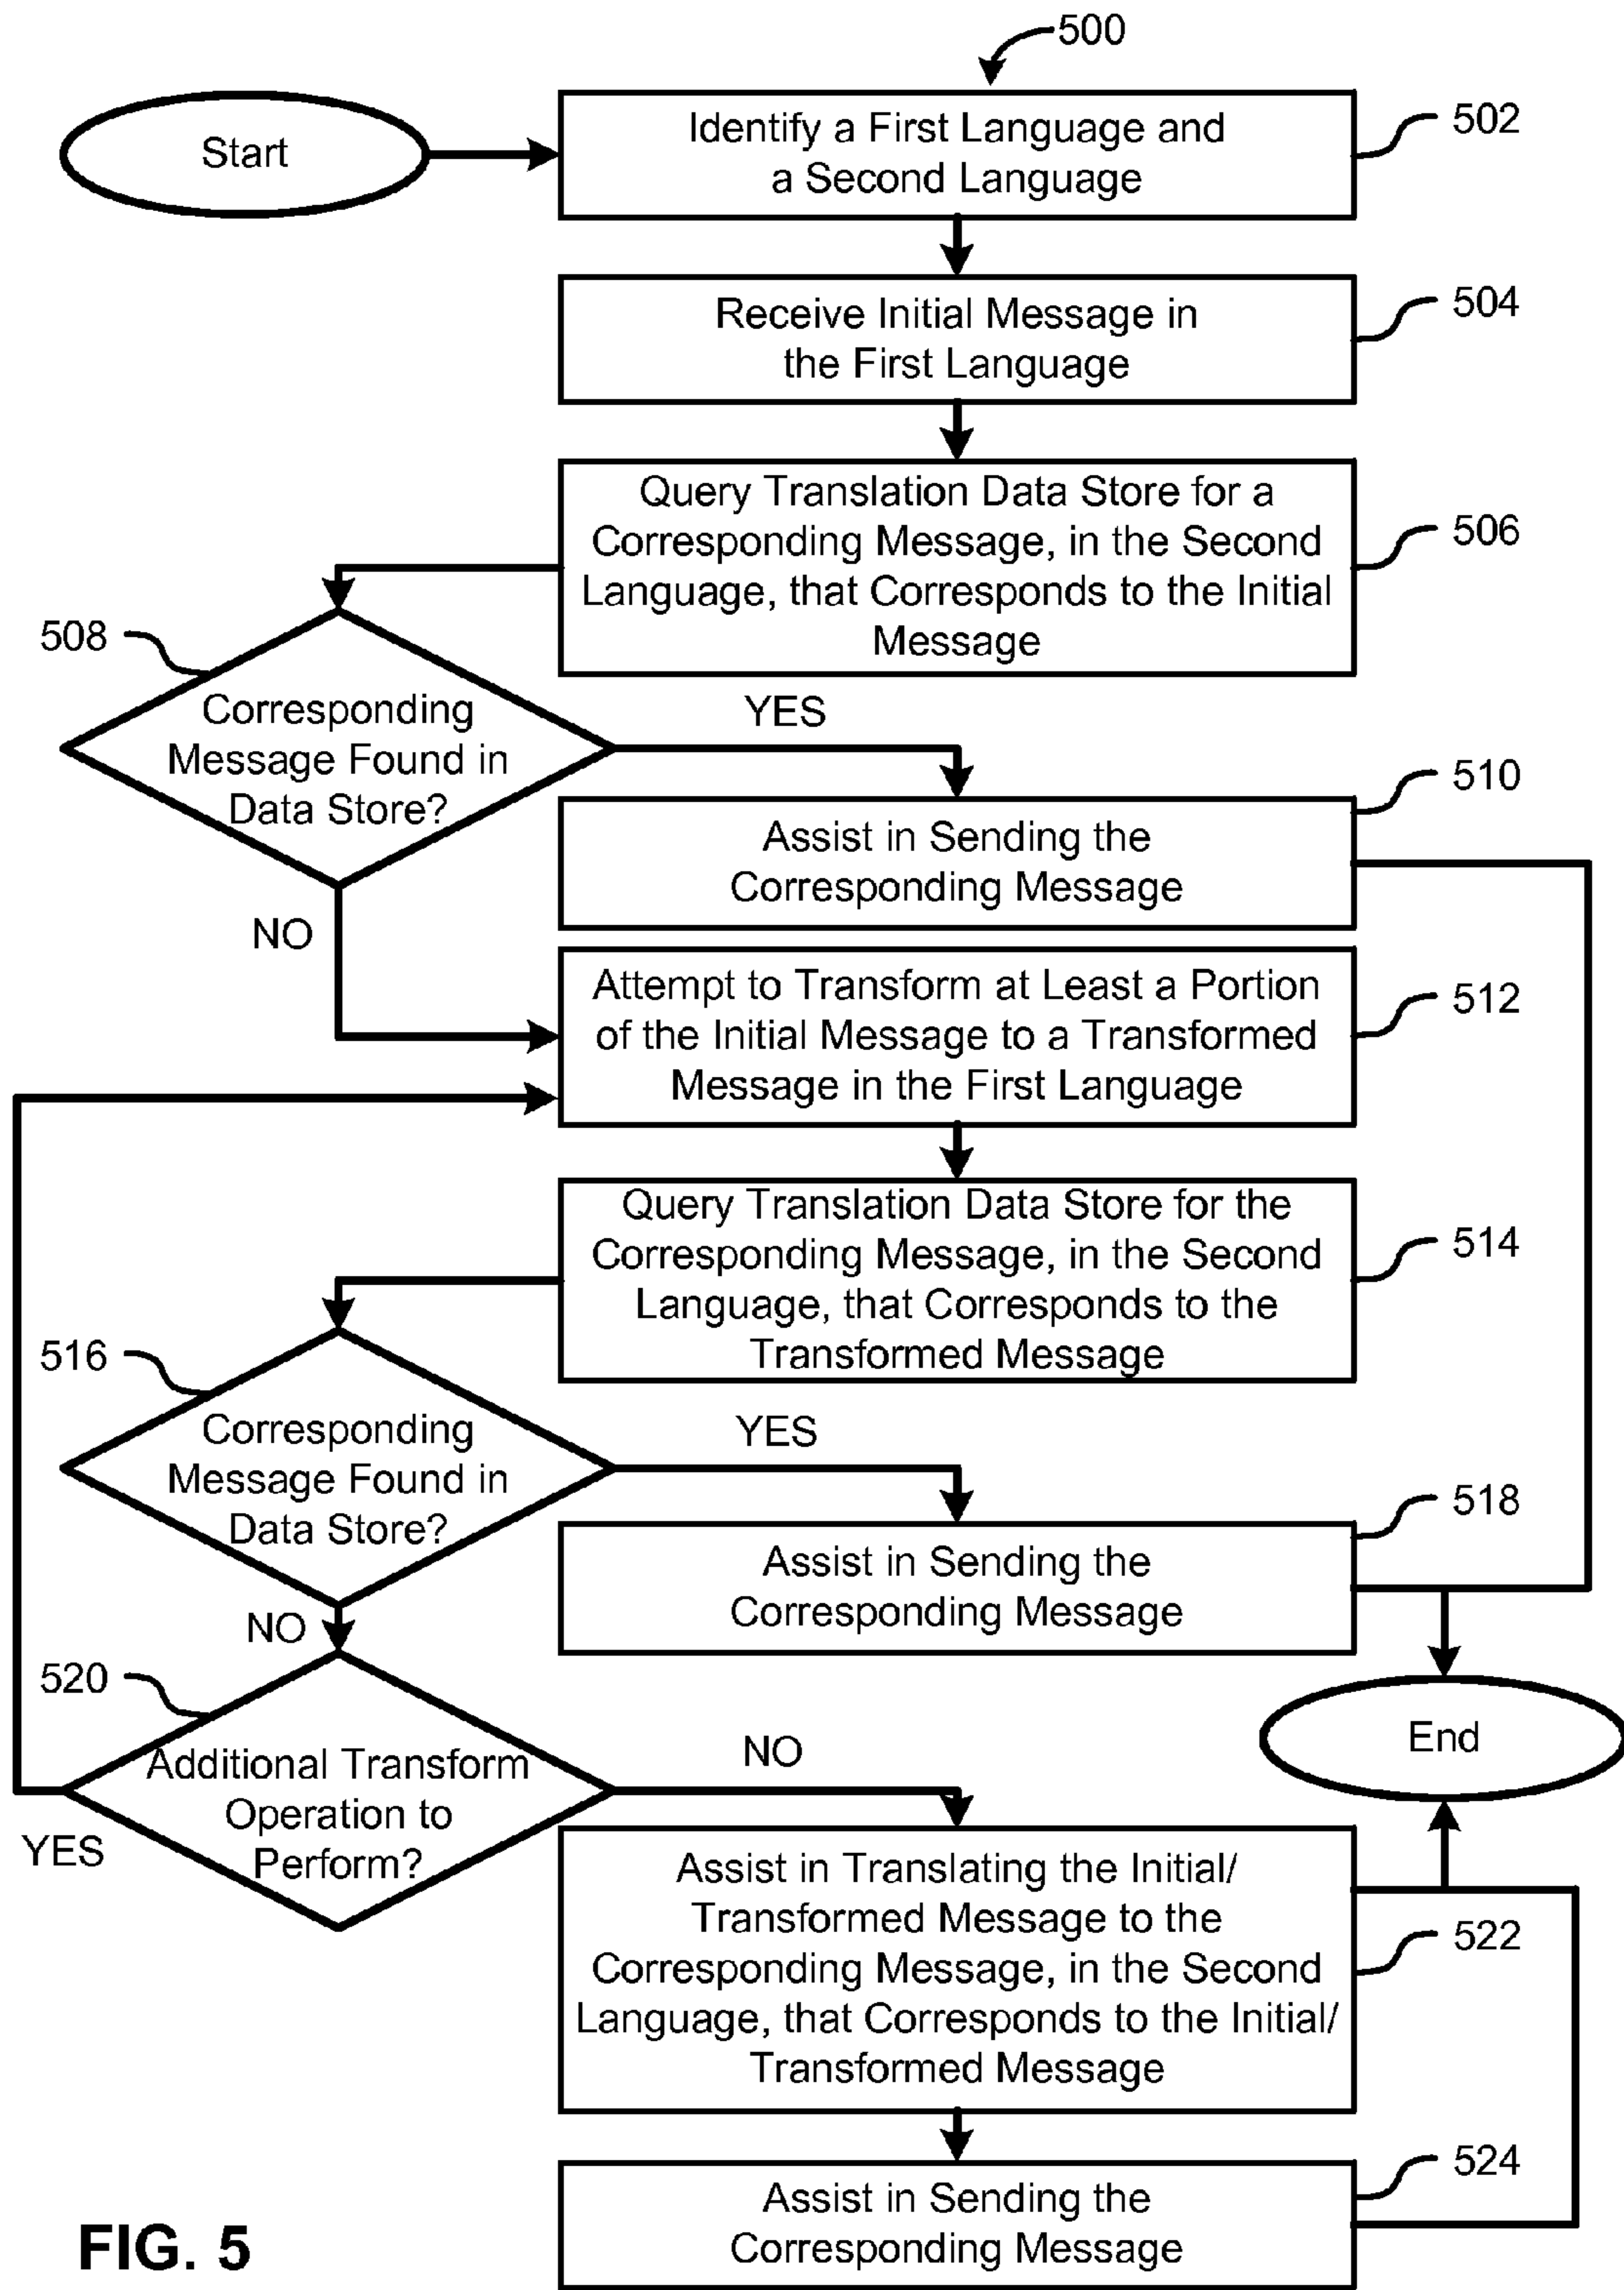 500
Start
Identify a First Language and
a Second Language
502
Receive Initial Message in
the First Language
504
Query Translation Data Store for a
Corresponding Message, in the Second
Language, that Corresponds to the Initial
Message
506
508
Corresponding
Message Found in
Data Store?
YES
NO
Assist in Sending the
Corresponding Message
510
Attempt to Transform at Least a Portion
of the Initial Message to a Transformed
Message in the First Language
512
Query Translation Data Store for the
Corresponding Message, in the Second
Language, that Corresponds to the
Transformed Message
514
516
Corresponding
Message Found in
Data Store?
YES
NO
Assist in Sending the
Corresponding Message
518
520
Additional Transform
Operation to
Perform?
YES
NO
End
Assist in Translating the Initial/
Transformed Message to the
Corresponding Message, in the Second
Language, that Corresponds to the Initial/
Transformed Message
522
Assist in Sending the
Corresponding Message
524
FIG. 5